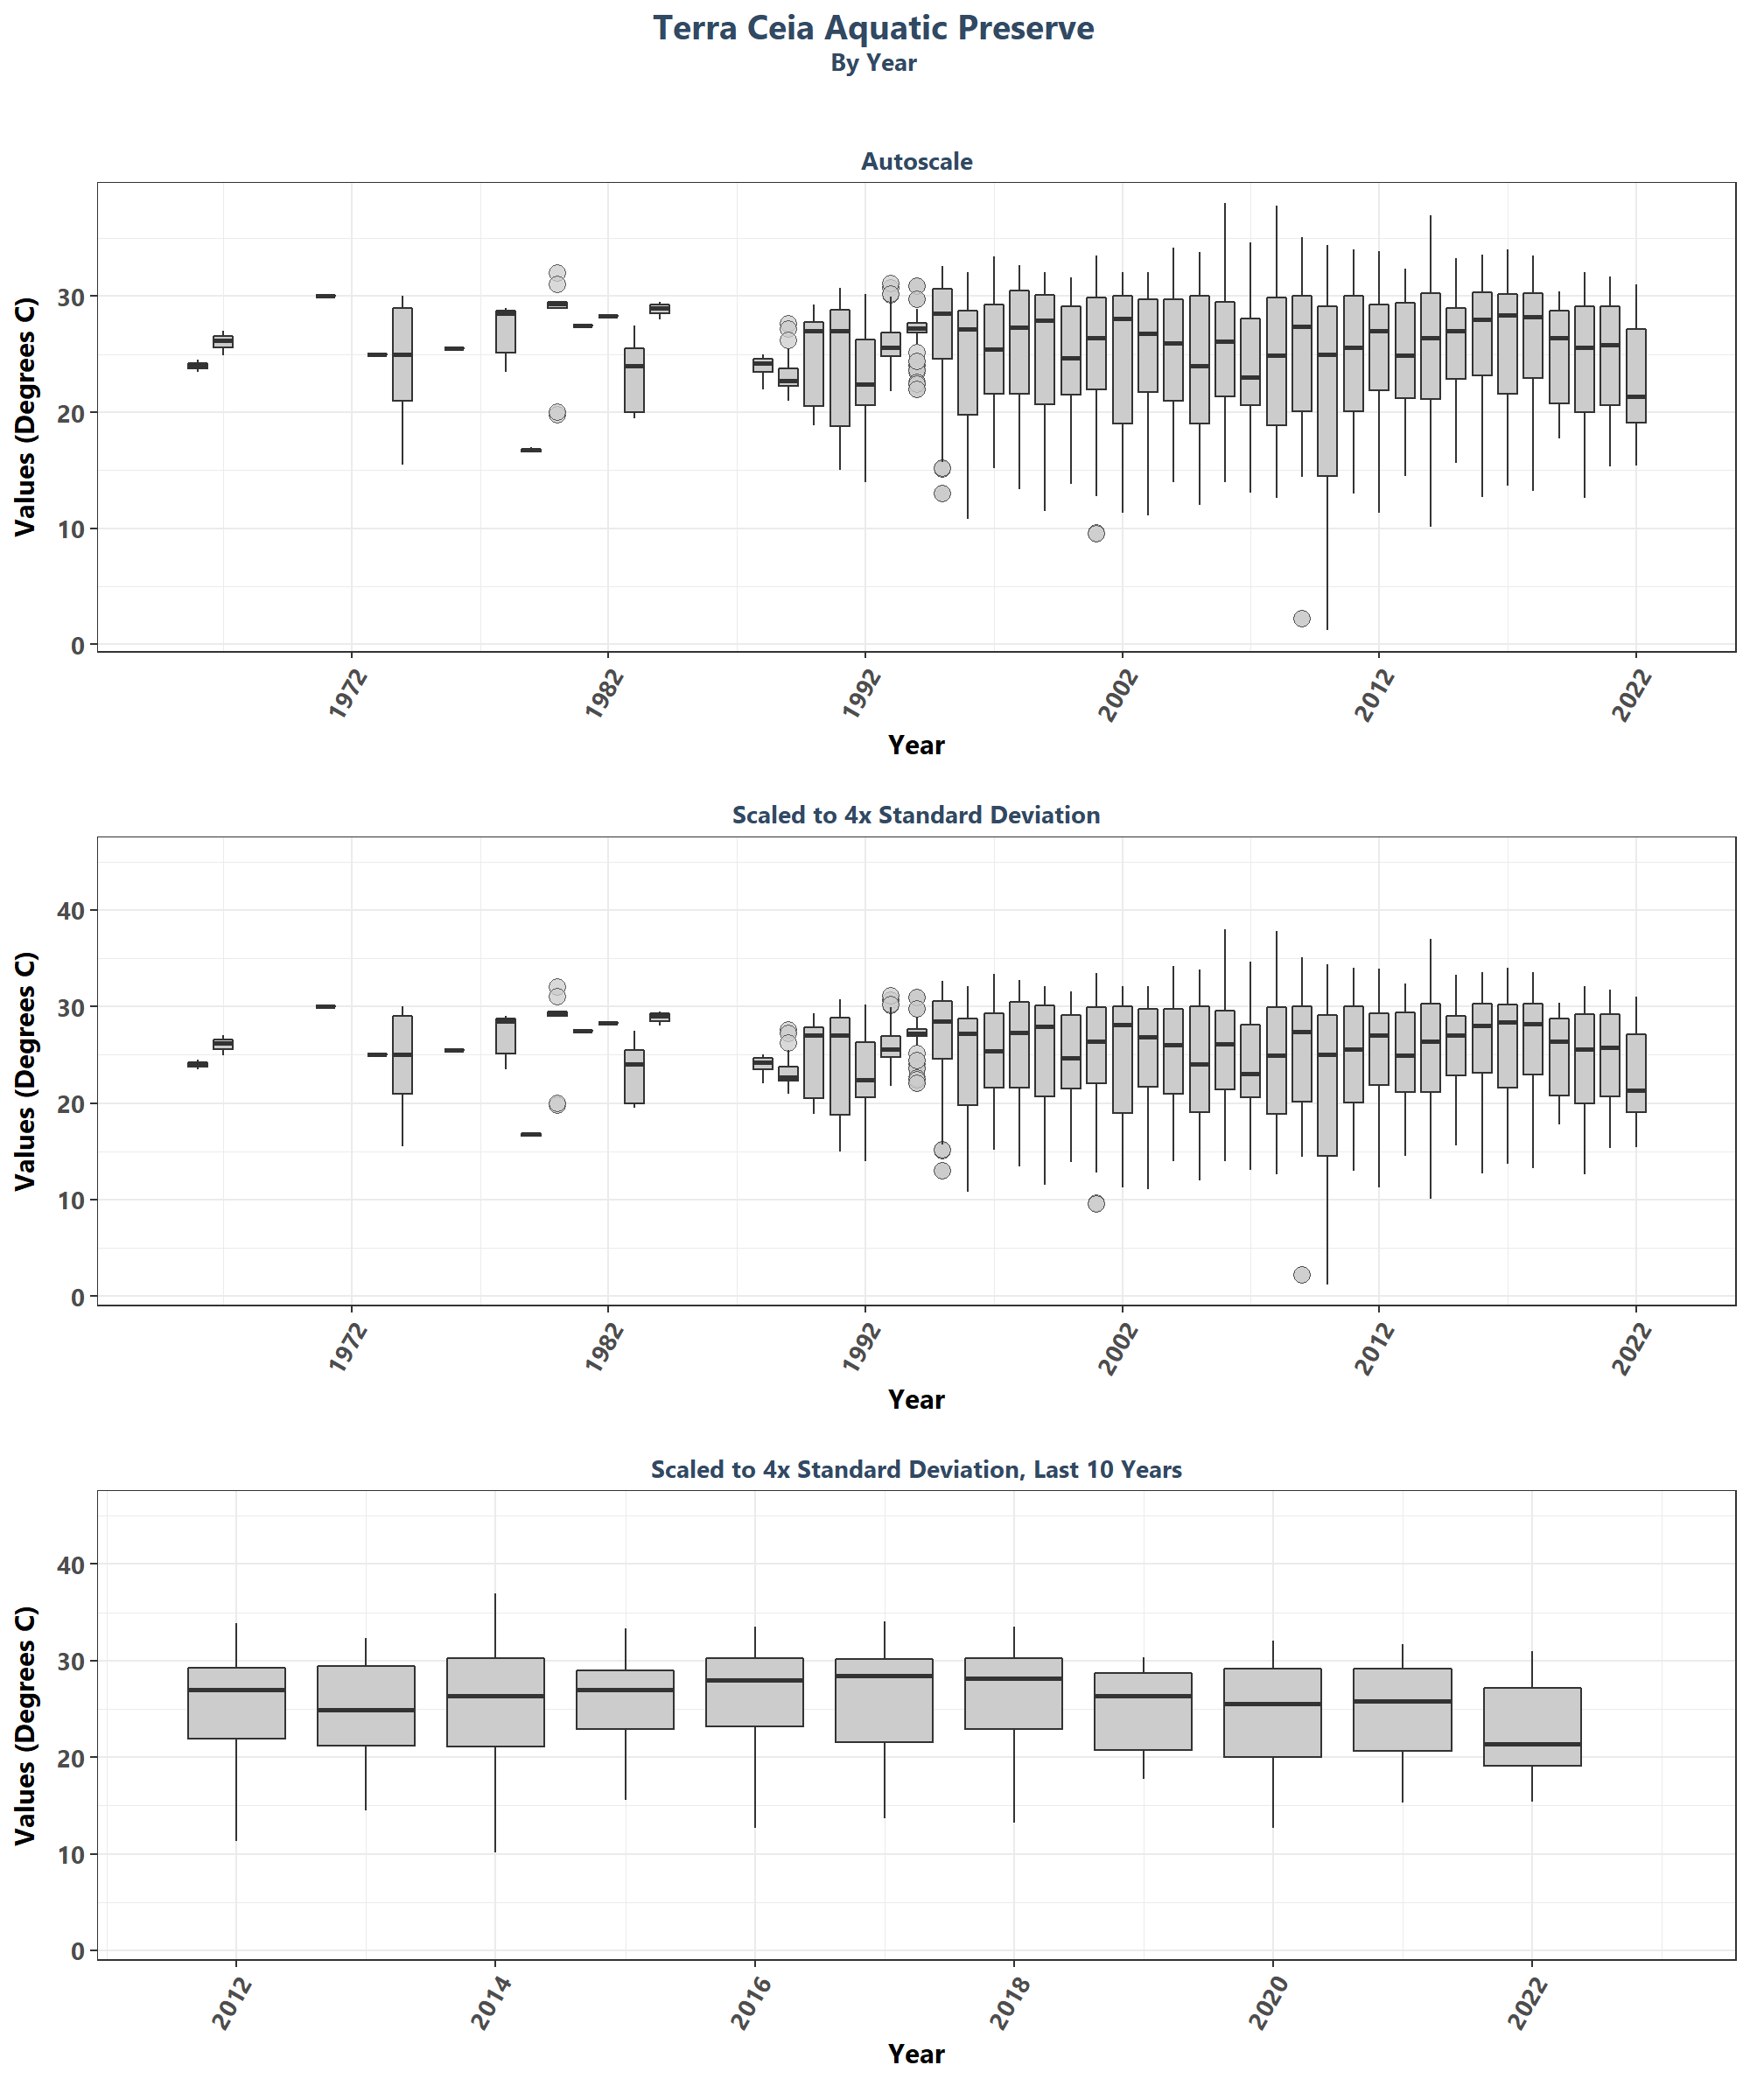 Terra Ceia Aquatic Preserve
By Year
Autoscale
Values (Degrees C)
30
20
10
0
1972
1982
1992
2002
2012
2022
Year
Scaled to 4x Standard Deviation
Values (Degrees C)
40
30
20
10
0
1972
1982
1992
2002
2012
2022
Year
Scaled to 4x Standard Deviation, Last 10 Years
Values (Degrees C)
40
30
20
10
0
2012
2014
2016
2018
2020
2022
Year